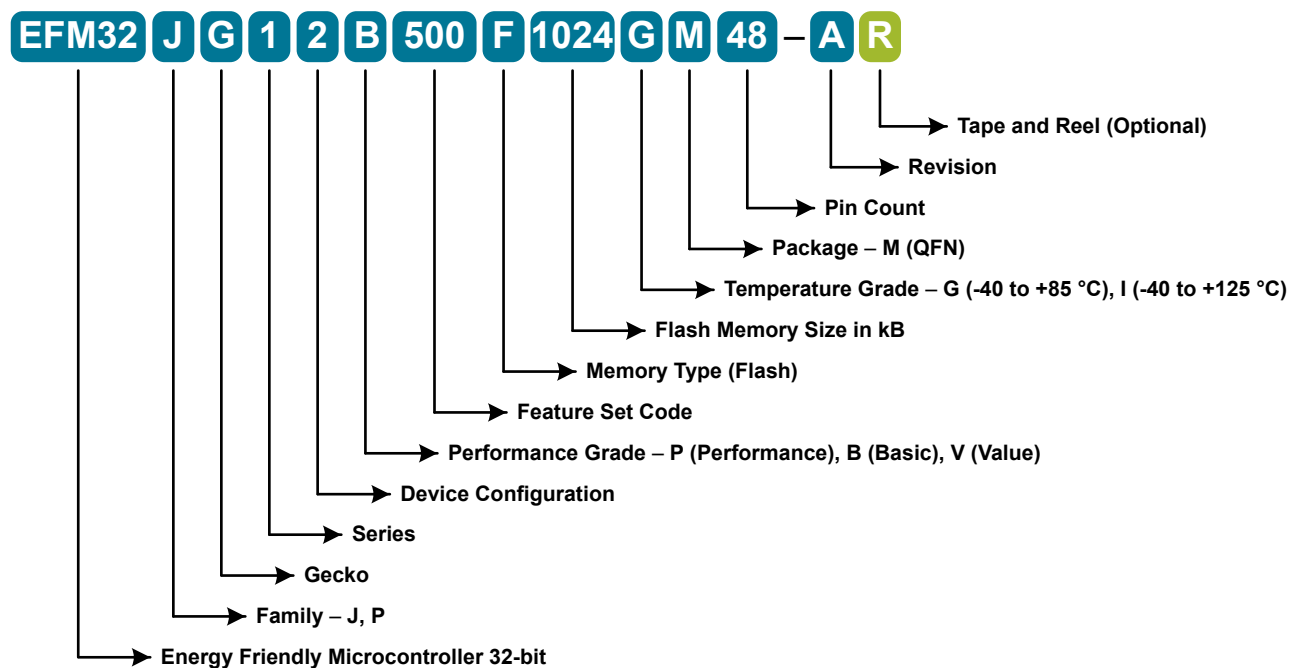 EFM32 J G 1 2 B 500 F 1024 G M 48 – A R
Tape and Reel (Optional)
Revision
Pin Count
Package – M (QFN)
Temperature Grade – G (-40 to +85 °C), I (-40 to +125 °C)
Flash Memory Size in kB
Memory Type (Flash)
Feature Set Code
Performance Grade – P (Performance), B (Basic), V (Value)
Device Configuration
Series
Gecko
Family – J, P
Energy Friendly Microcontroller 32-bit